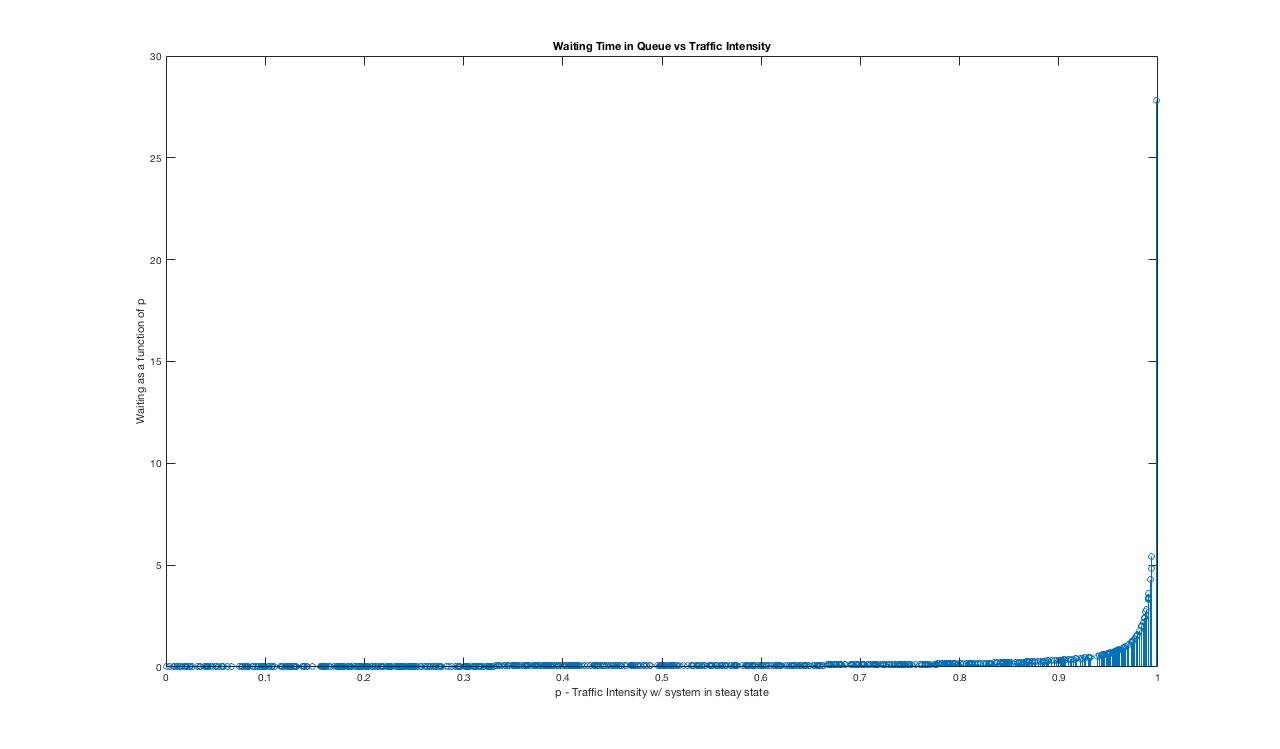 Waiting Time in Queue vs Traffic Intensity
30
25
20
15
10
5
0
Waiting as a function of p
0 0.1 0.2 0.3 0.4 0.5 0.6 0.7 0.8 0.9 1
p - Traffic Intensity w/ system in steay state